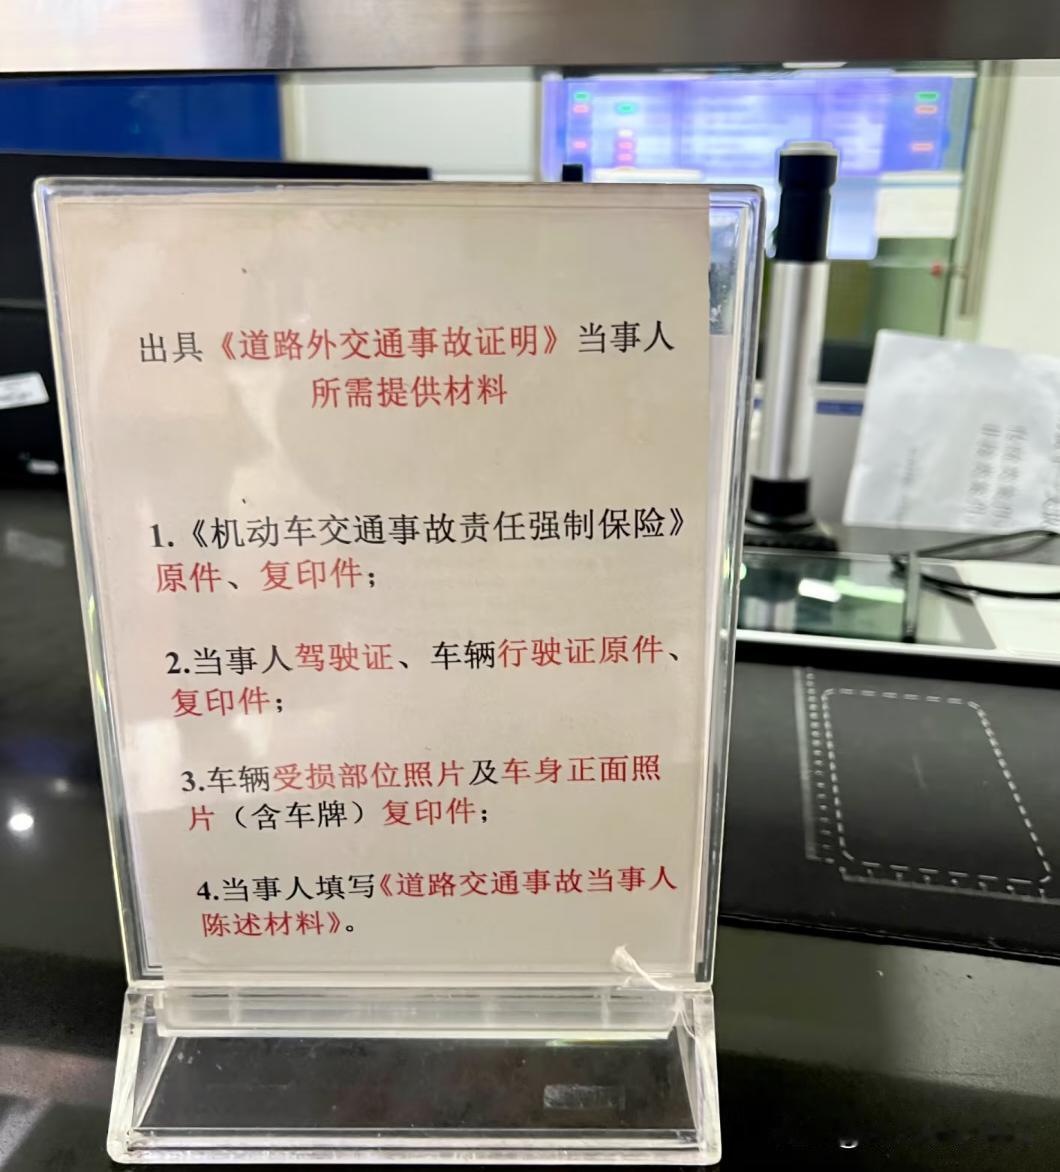 出具《道路外交通事故证明》当事人
所需提供材料
1.《机动车交通事故责任强制保险》
原件、复印件；
2.当事人驾驶证、车辆行驶证原件、
复印件；
3.车辆受损部位照片及车身正面照
片（含车牌）复印件；
4.当事人填写《道路交通事故当事人
陈述材料》。